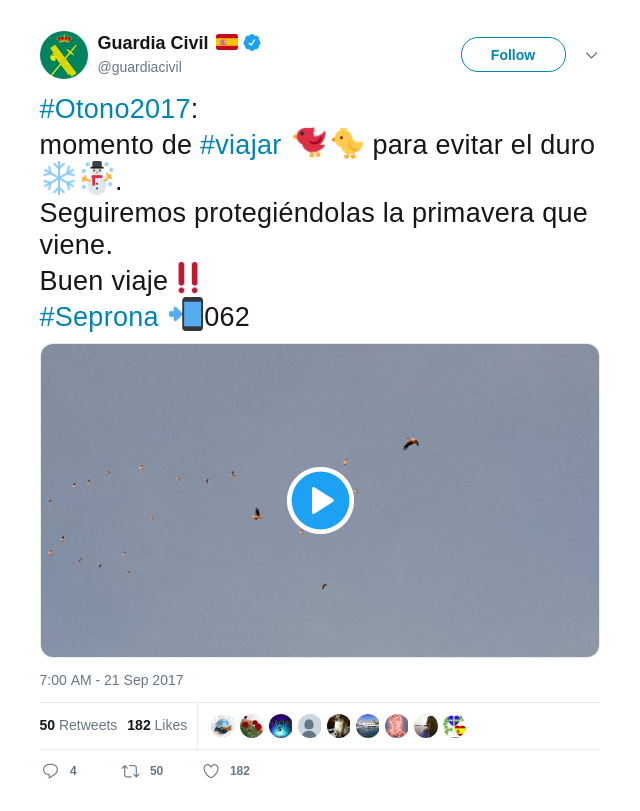 Guardia Civil 🇪🇸
@guardiacivil
Follow
#Otono2017:
momento de #viajar 🐦🐤 para evitar el duro
❄️☃️.
Seguiremos protegiéndolas la primavera que
viene.
Buen viaje‼️
#Seprona 📲062
7:00 AM - 21 Sep 2017
50 Retweets 182 Likes
4 50 182